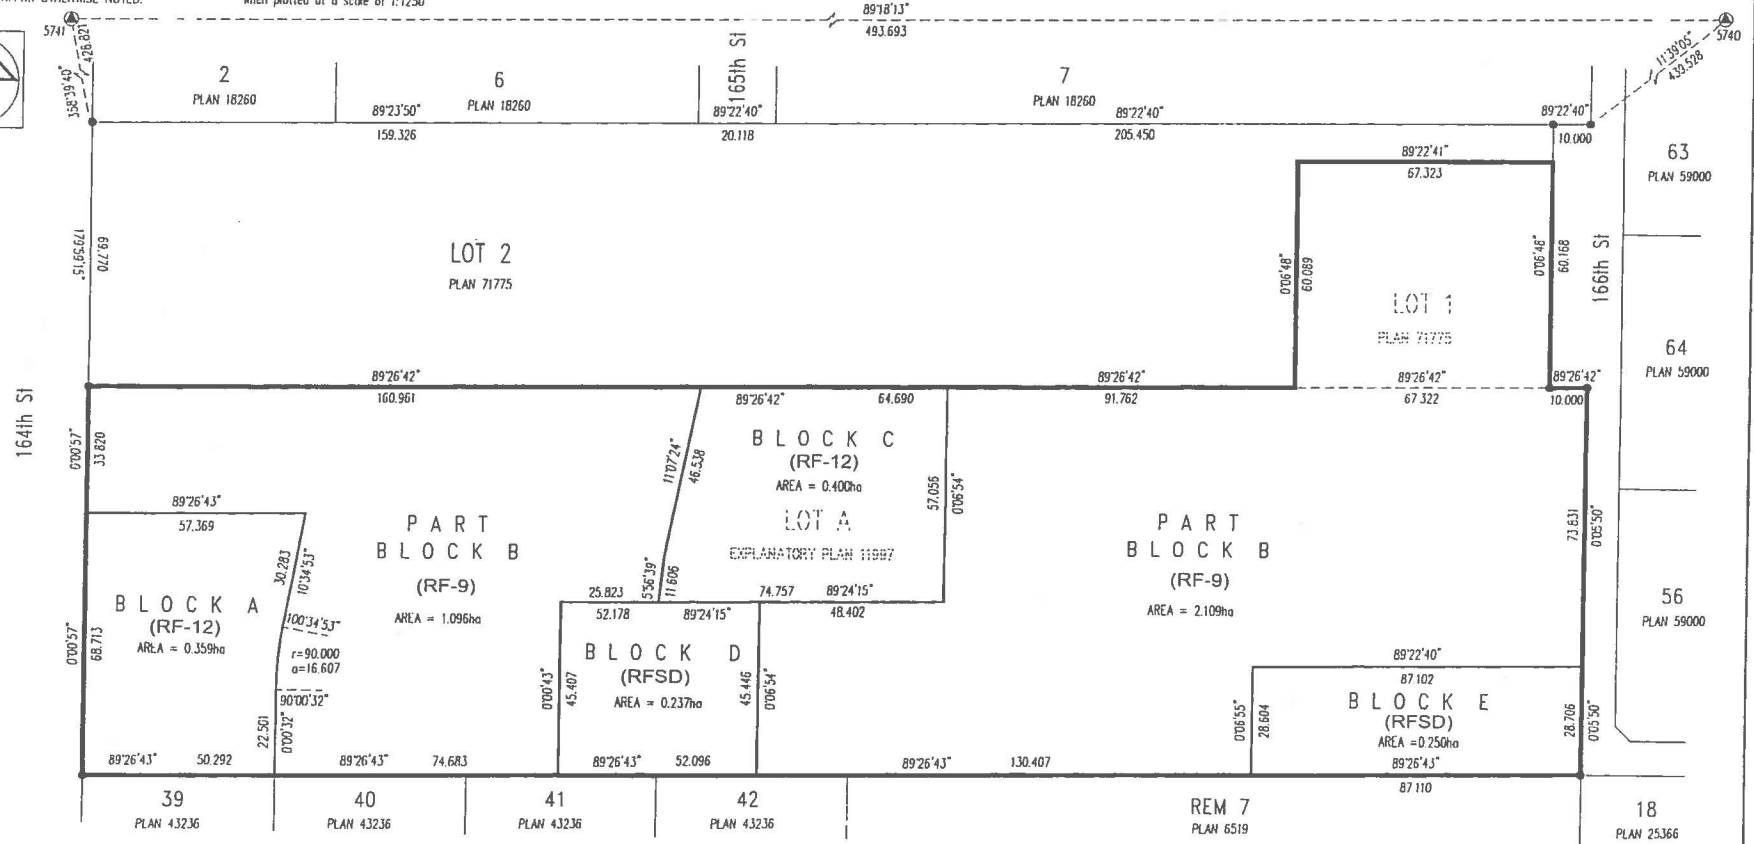 when plotted at a scale of 1:1250
89°18'13"
493.693
5741
5740
426.821
358°39'40"
11°39'05"
439.528
2
PLAN 18260
6
PLAN 18260
89°23'50"
159.326
165th St
89°22'40"
20.118
7
PLAN 18260
89°22'40"
205.450
89°22'40"
10.000
63
PLAN 59000
89°22'41"
67.323
179°59'15"
69.770
LOT 2
PLAN 71775
0°06'48"
60.089
0°06'48"
60.168
166th St
LOT 1
PLAN 71775
64
PLAN 59000
164th St
89°26'42"
160.961
89°26'42"
64.690
89°26'42"
91.762
89°26'42"
67.322
89°26'42"
10.000
0°00'57"
33.820
BLOCK C
(RF-12)
AREA = 0.400ha
11°07'24"
46.538
57.056
0°06'54"
LOT A
EXPLANATORY PLAN 11997
89°26'43"
57.369
PART
BLOCK B
(RF-9)
AREA = 1.096ha
PART
BLOCK B
(RF-9)
AREA = 2.109ha
73.831
0°05'50"
30.283
10°34'53"
5°56'39"
11.606
25.823
74.757
89°24'15"
52.178
89°24'15"
48.402
56
PLAN 59000
BLOCK A
(RF-12)
AREA = 0.359ha
0°00'57"
68.713
100°34'53"
r=90.000
a=16.607
90°00'32"
22.501
0°00'32"
BLOCK D
(RFSD)
AREA = 0.237ha
0°00'43"
45.407
45.446
0°06'54"
89°22'40"
87.102
BLOCK E
(RFSD)
AREA =0.250ha
0°06'55"
28.604
28.706
0°05'50"
89°26'43"
50.292
89°26'43"
74.683
89°26'43"
52.096
89°26'43"
130.407
89°26'43"
87.110
39
PLAN 43236
40
PLAN 43236
41
PLAN 43236
42
PLAN 43236
REM 7
PLAN 6519
18
PLAN 25366